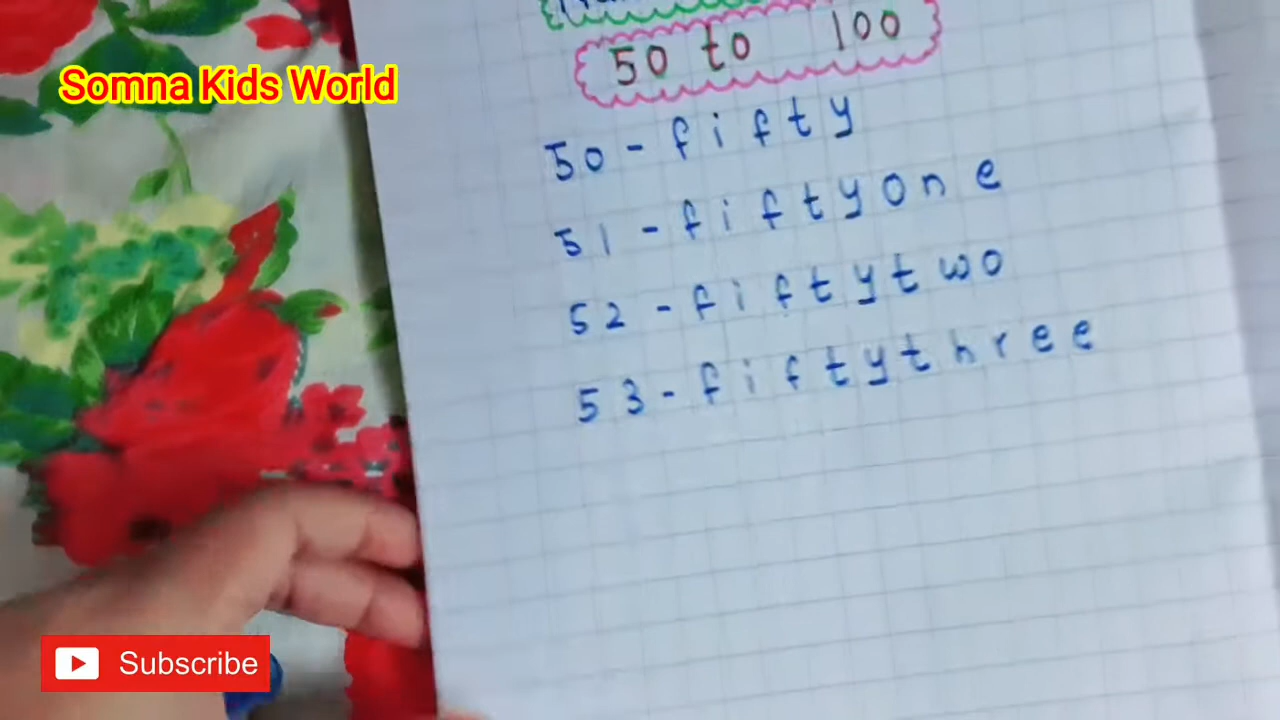 50 to 100
Somna Kids World
50 - fifty
51 - fiftyone
52 - fiftytwo
53 - fiftythree
Subscribe